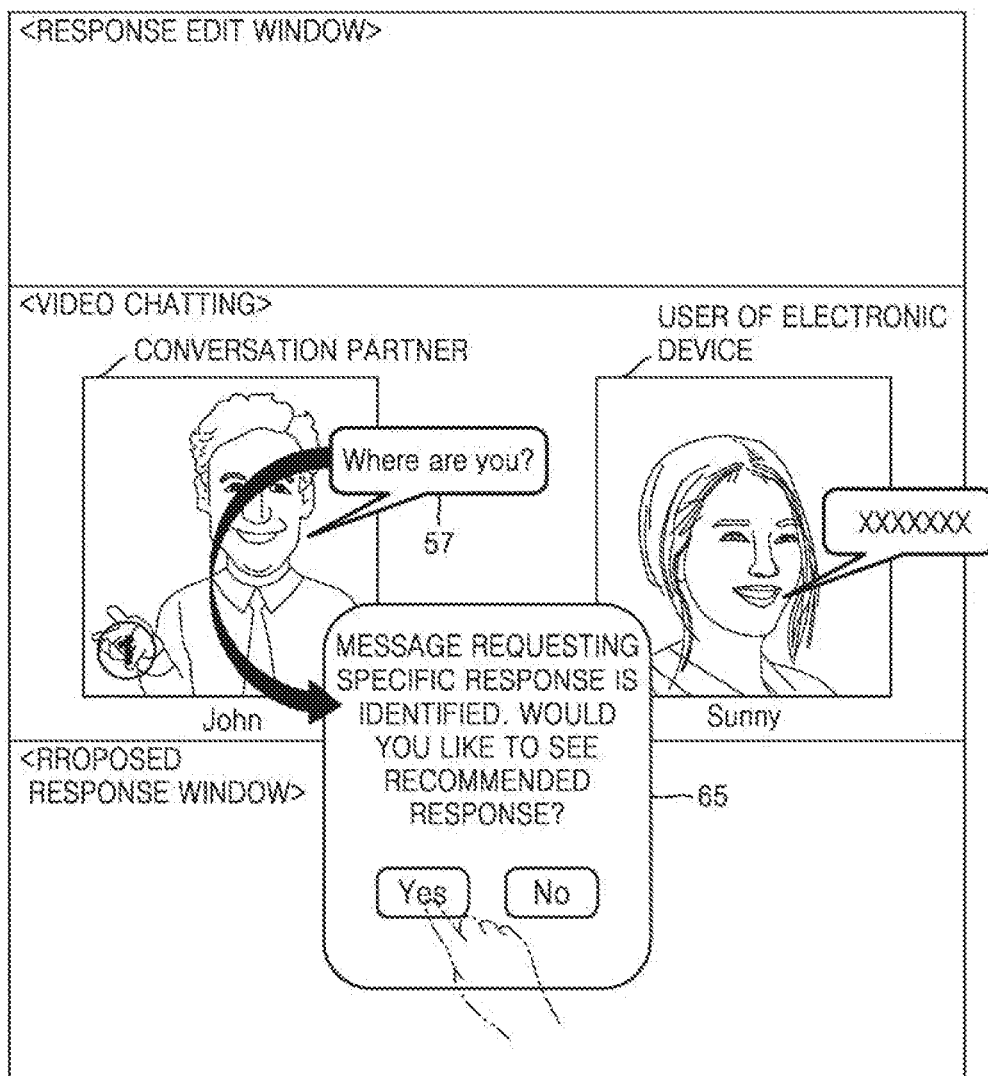 <RESPONSE EDIT WINDOW>
<VIDEO CHATTING>
CONVERSATION PARTNER
USER OF ELECTRONIC
DEVICE
Where are you?
57
XXXXXXX
John
Sunny
MESSAGE REQUESTING
SPECIFIC RESPONSE IS
IDENTIFIED. WOULD
YOU LIKE TO SEE
RECOMMENDED
RESPONSE?
<RROPOSED
RESPONSE WINDOW>
65
Yes
No